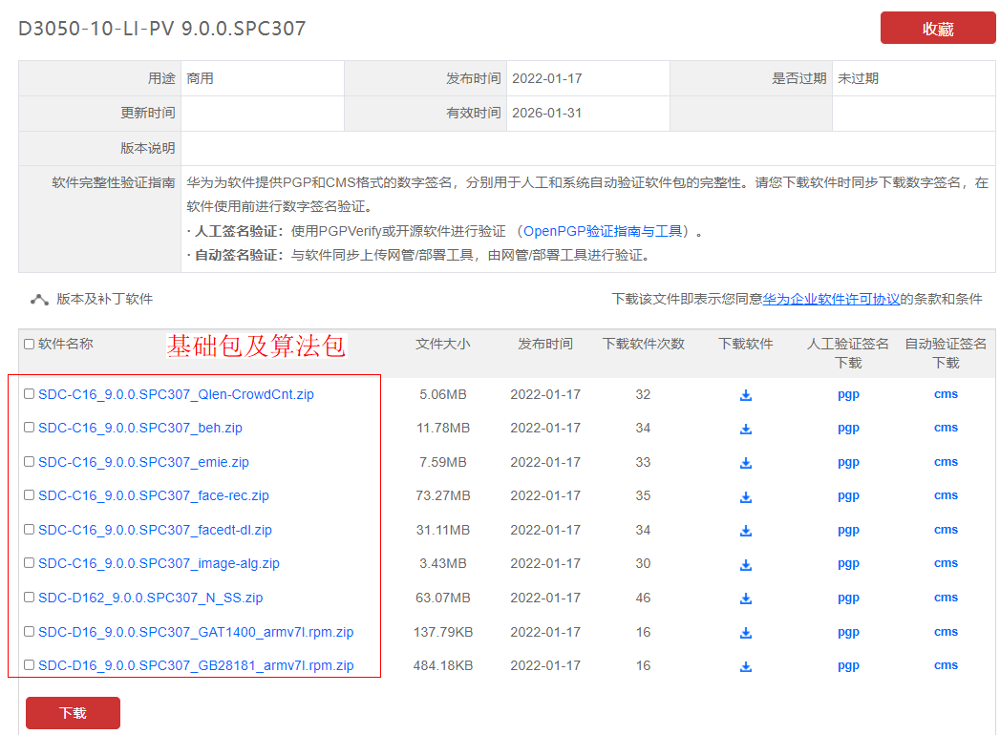 D3050-10-LI-PV 9.0.0.SPC307
收藏
用途 商用 发布时间 2022-01-17 是否过期 未过期
更新时间 有效时间 2026-01-31
版本说明
软件完整性验证指南 华为为软件提供PGP和CMS格式的数字签名，分别用于人工和系统自动验证软件包的完整性。请您下载软件时同步下载数字签名，在
软件使用前进行数字签名验证。
· 人工签名验证：使用PGPVerify或开源软件进行验证 （OpenPGP验证指南与工具）。
· 自动签名验证：与软件同步上传网管/部署工具，由网管/部署工具进行验证。
版本及补丁软件 下载该文件即表示您同意华为企业软件许可协议的条款和条件
软件名称 基础包及算法包 文件大小 发布时间 下载软件次数 下载软件 人工验证签名 自动验证签名
下载 下载
SDC-C16_9.0.0.SPC307_Qlen-CrowdCnt.zip 5.06MB 2022-01-17 32 pgp cms
SDC-C16_9.0.0.SPC307_beh.zip 11.78MB 2022-01-17 34 pgp cms
SDC-C16_9.0.0.SPC307_emie.zip 7.59MB 2022-01-17 33 pgp cms
SDC-C16_9.0.0.SPC307_face-rec.zip 73.27MB 2022-01-17 35 pgp cms
SDC-C16_9.0.0.SPC307_facedt-dl.zip 31.11MB 2022-01-17 34 pgp cms
SDC-C16_9.0.0.SPC307_image-alg.zip 3.43MB 2022-01-17 30 pgp cms
SDC-D162_9.0.0.SPC307_N_SS.zip 63.07MB 2022-01-17 46 pgp cms
SDC-D16_9.0.0.SPC307_GAT1400_armv7l.rpm.zip 137.79KB 2022-01-17 16 pgp cms
SDC-D16_9.0.0.SPC307_GB28181_armv7l.rpm.zip 484.18KB 2022-01-17 16 pgp cms
下载